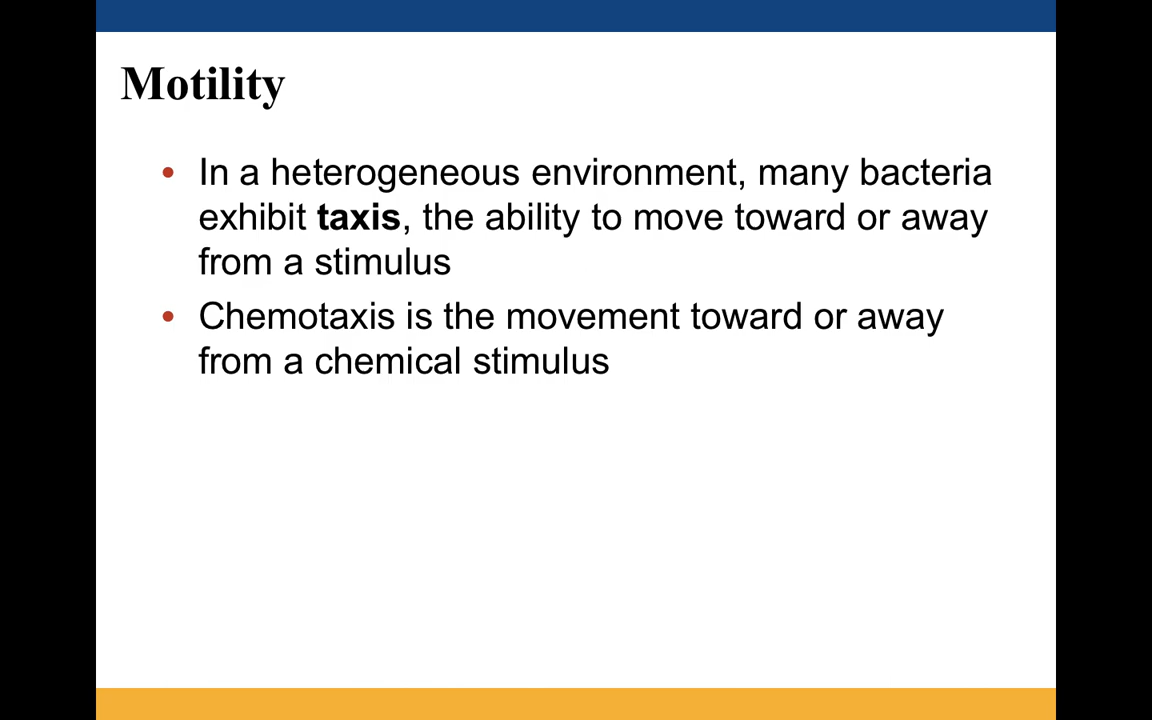 Motility
• In a heterogeneous environment, many bacteria
exhibit taxis, the ability to move toward or away
from a stimulus
• Chemotaxis is the movement toward or away
from a chemical stimulus